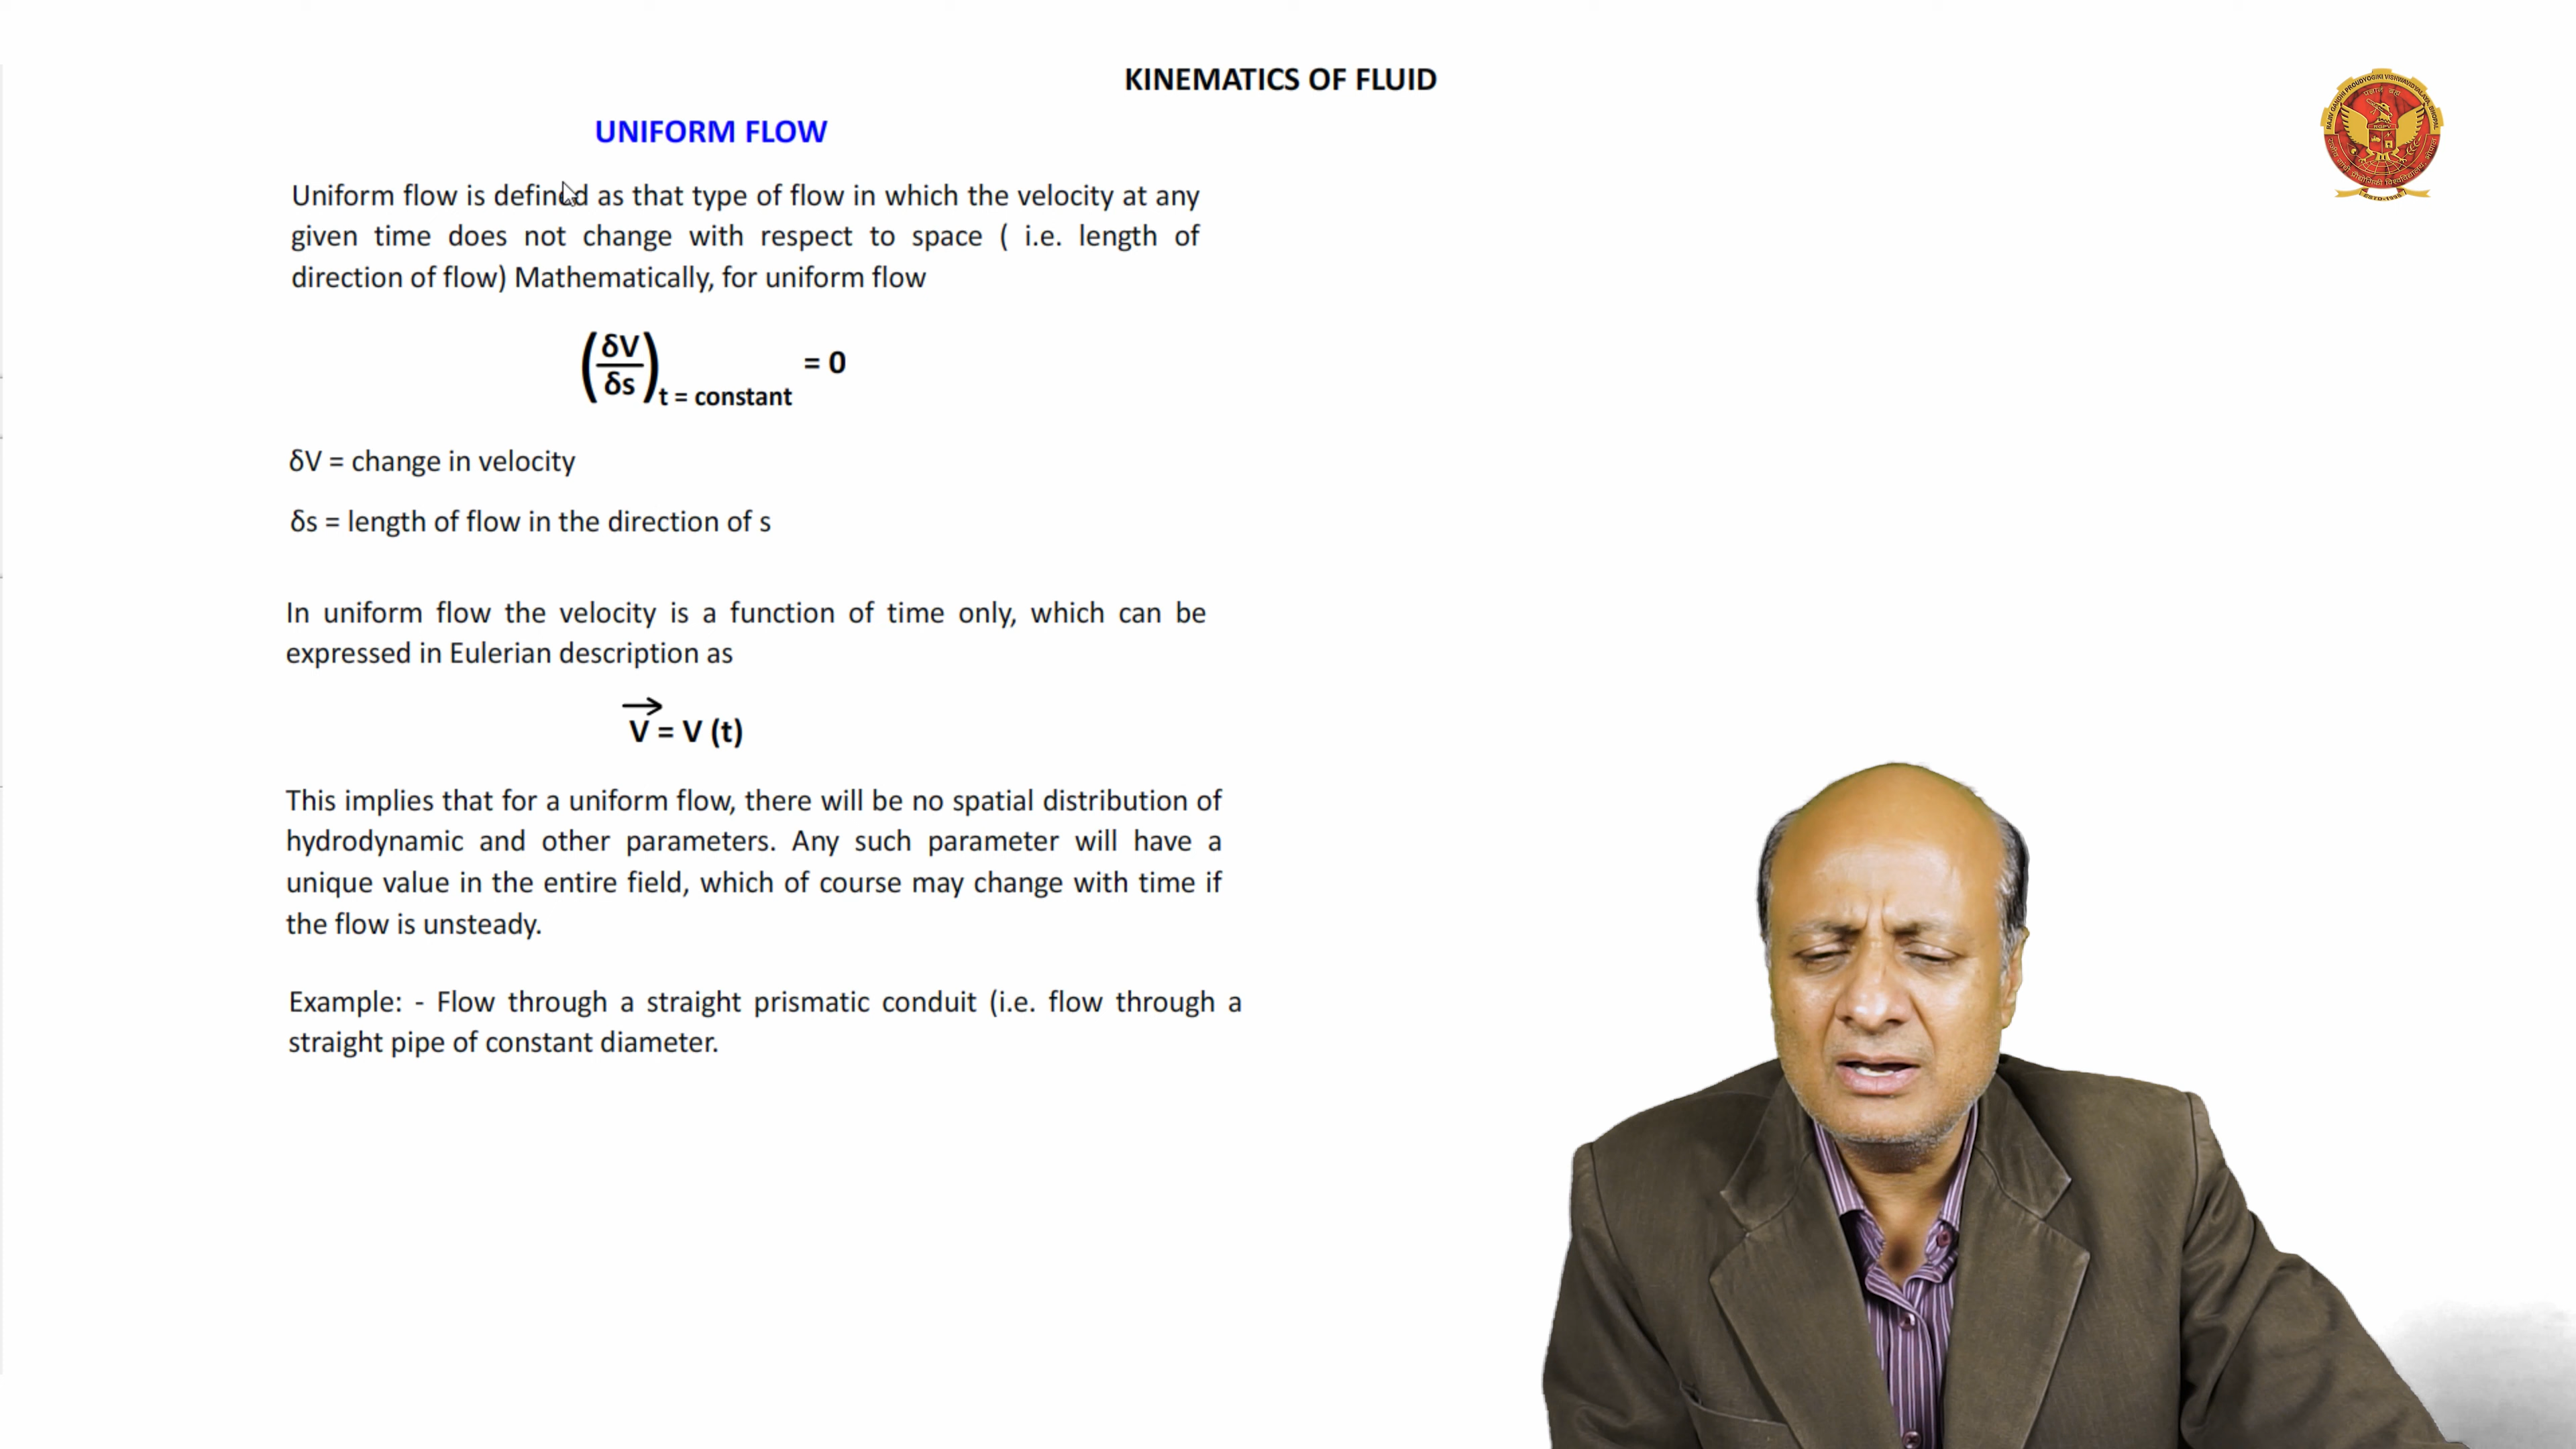 KINEMATICS OF FLUID
UNIFORM FLOW
Uniform flow is defined as that type of flow in which the velocity at any
given time does not change with respect to space ( i.e. length of
direction of flow) Mathematically, for uniform flow
(δV/δs) t = constant = 0
δV = change in velocity
δs = length of flow in the direction of s
In uniform flow the velocity is a function of time only, which can be
expressed in Eulerian description as
V⃗ = V (t)
This implies that for a uniform flow, there will be no spatial distribution of
hydrodynamic and other parameters. Any such parameter will have a
unique value in the entire field, which of course may change with time if
the flow is unsteady.
Example: - Flow through a straight prismatic conduit (i.e. flow through a
straight pipe of constant diameter.